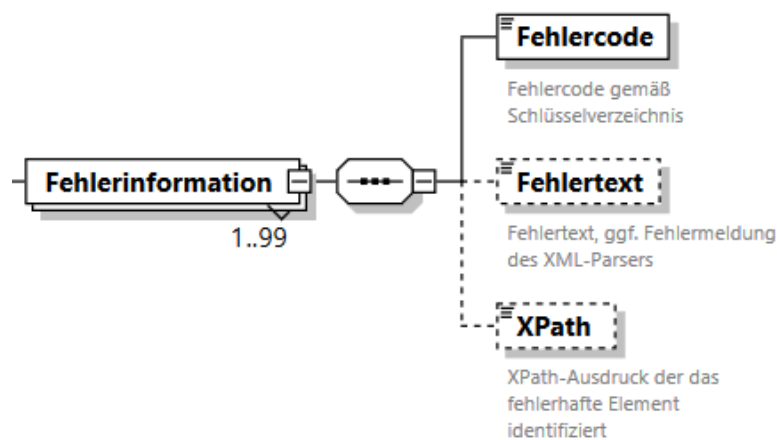 Fehlercode
Fehlercode gemäß
Schlüsselverzeichnis
Fehlerinformation
1..99
Fehlertext
Fehlertext, ggf. Fehlermeldung
des XML-Parsers
XPath
XPath-Ausdruck der das
fehlerhafte Element
identifiziert